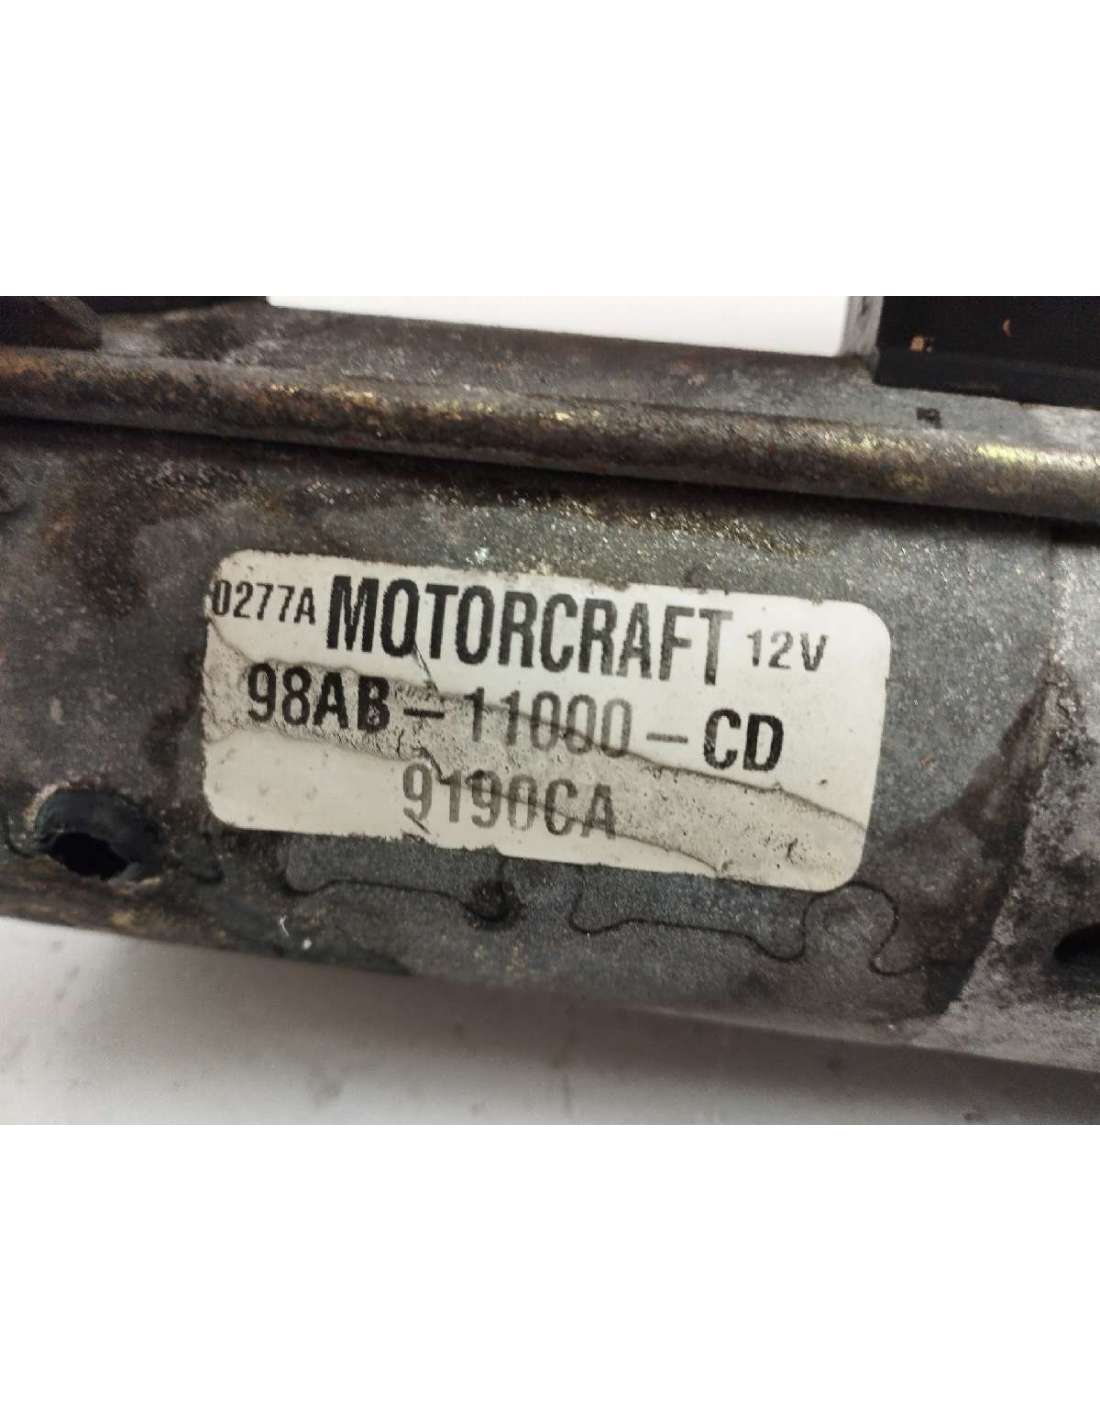 0277A MOTORCRAFT 12V
98AB-11000-CD
9190CA